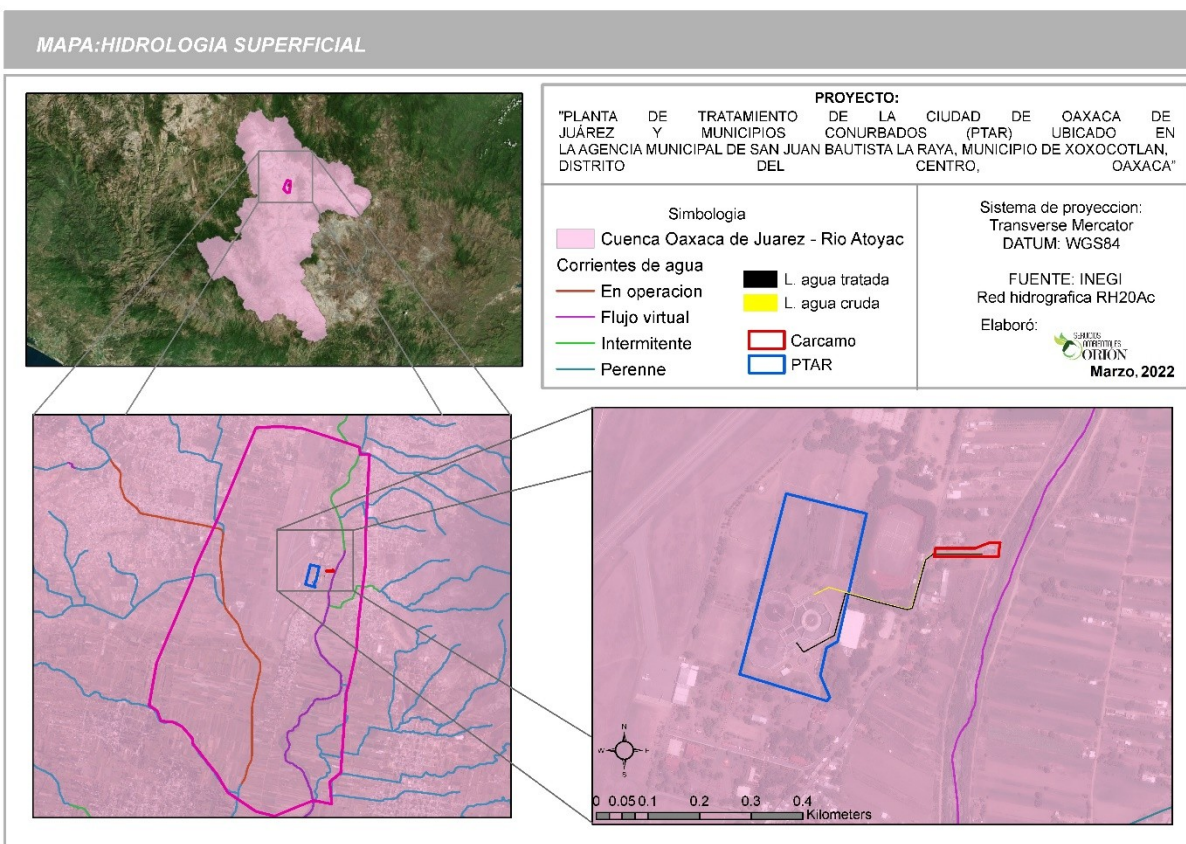 MAPA:HIDROLOGIA SUPERFICIAL
PROYECTO:
"PLANTA DE TRATAMIENTO DE LA CIUDAD DE OAXACA DE
JUÁREZ Y MUNICIPIOS CONURBADOS (PTAR) UBICADO EN
LA AGENCIA MUNICIPAL DE SAN JUAN BAUTISTA LA RAYA, MUNICIPIO DE XOXOCOTLAN,
DISTRITO DEL CENTRO, OAXACA"
Simbologia
Cuenca Oaxaca de Juarez - Rio Atoyac
Corrientes de agua
En operacion
Flujo virtual
Intermitente
Perenne
L. agua tratada
L. agua cruda
Carcamo
PTAR
Sistema de proyeccion:
Transverse Mercator
DATUM: WGS84
FUENTE: INEGI
Red hidrografica RH20Ac
Elaboró:
SERVICIOS
AMBIENTALES
ORION
Marzo, 2022
N
W E
S
0 0.05 0.1 0.2 0.3 0.4
Kilometers